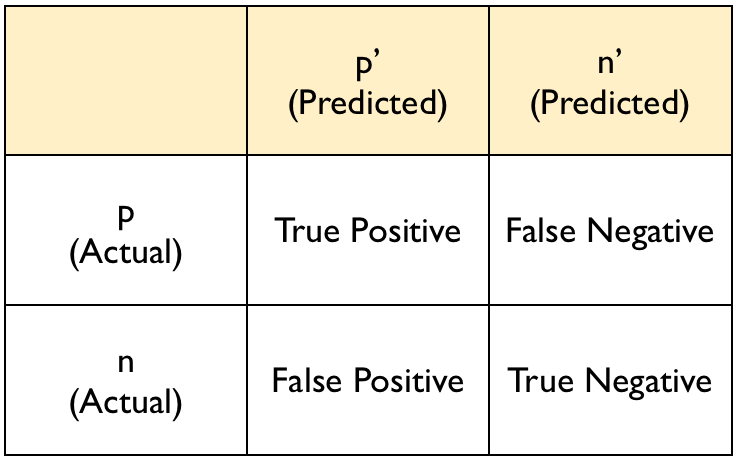 p’
(Predicted)
n’
(Predicted)
p
(Actual)
True Positive
False Negative
n
(Actual)
False Positive
True Negative